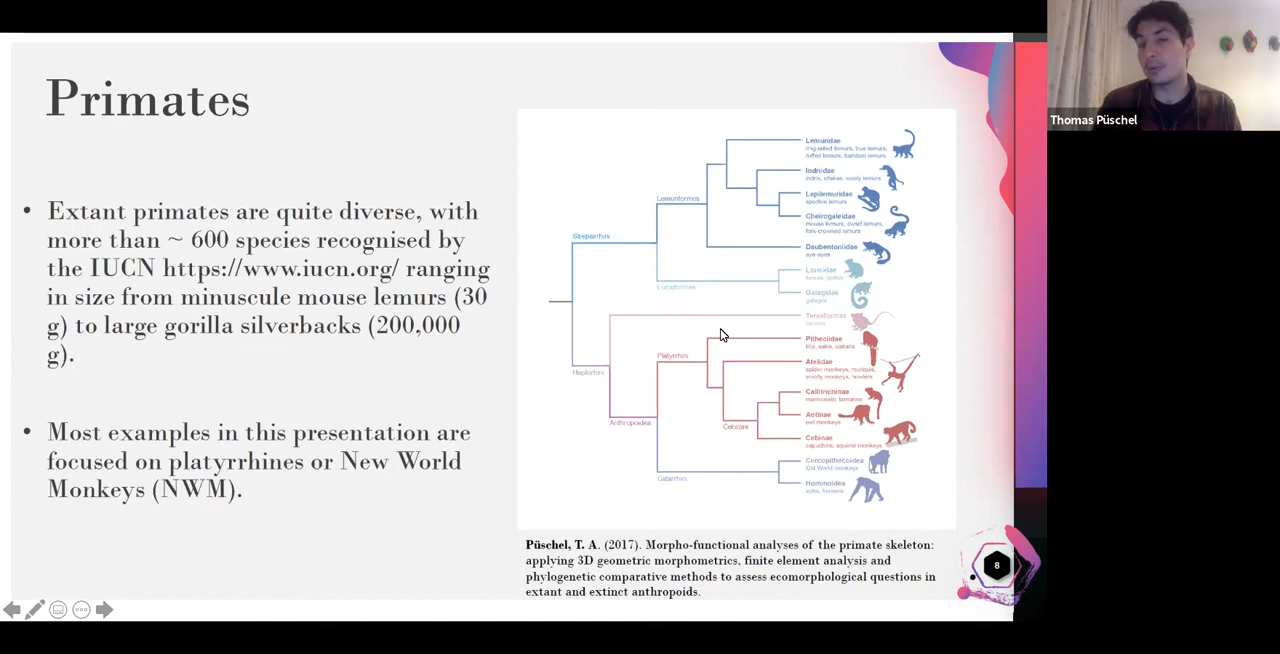 Primates
Thomas Püschel
• Extant primates are quite diverse, with
more than ~ 600 species recognised by
the IUCN https://www.iucn.org/ ranging
in size from minuscule mouse lemurs (30
g) to large gorilla silverbacks (200,000
g).
• Most examples in this presentation are
focused on platyrrhines or New World
Monkeys (NWM).
Strepsirrhini
Lemuriformes
Lorisiformes
Haplorhini
Anthropoidea
Platyrrhini
Cebidae
Catarrhini
Lemuridae
ring-tailed lemurs, true lemurs,
ruffed lemurs, bamboo lemurs
Indriidae
indris, sifakas, wooly lemurs
Lepilemuridae
sportive lemurs
Cheirogaleidae
mouse lemurs, dwarf lemurs,
fork-crowned lemurs
Daubentoniidae
aye-ayes
Lorisidae
lorises, pottos
Galagidae
galagos
Tarsiiformes
tarsiers
Pitheciidae
titis, sakis, uakaris
Atelidae
spider monkeys, muriquis,
woolly monkeys, howlers
Callitrichinae
marmosets, tamarins
Aotinae
owl monkeys
Cebinae
capuchins, squirrel monkeys
Cercopithecoidea
Old World monkeys
Hominoidea
apes, humans
Püschel, T. A. (2017). Morpho-functional analyses of the primate skeleton:
applying 3D geometric morphometrics, finite element analysis and
phylogenetic comparative methods to assess ecomorphological questions in
extant and extinct anthropoids.
8